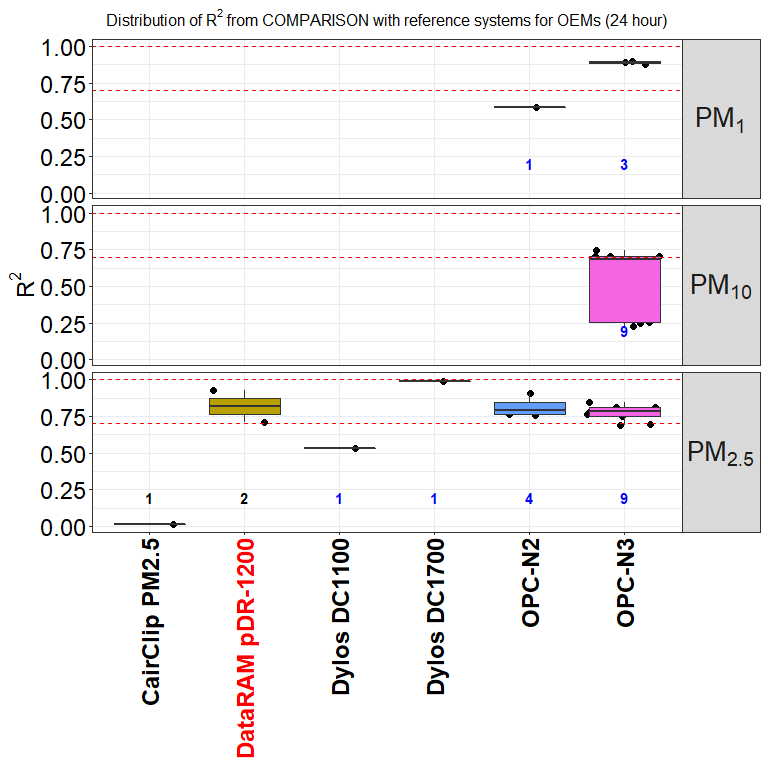 Distribution of R² from COMPARISON with reference systems for OEMs (24 hour)
R²
1.00
0.75
0.50
0.25
0.00
1
3
PM₁
1.00
0.75
0.50
0.25
0.00
9
PM₁₀
1.00
0.75
0.50
0.25
0.00
1
2
1
1
4
9
PM₂.₅
CairClip PM2.5
DataRAM pDR-1200
Dylos DC1100
Dylos DC1700
OPC-N2
OPC-N3